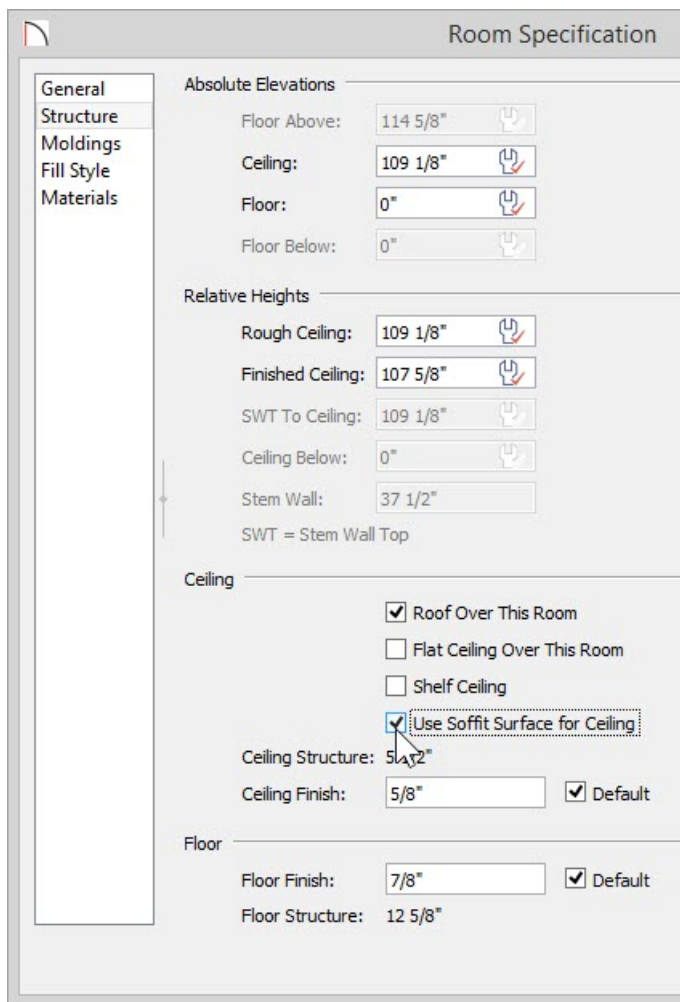 Room Specification
General
Structure
Moldings
Fill Style
Materials
Absolute Elevations
Floor Above: 114 5/8"
Ceiling: 109 1/8"
Floor: 0"
Floor Below: 0"
Relative Heights
Rough Ceiling: 109 1/8"
Finished Ceiling: 107 5/8"
SWT To Ceiling: 109 1/8"
Ceiling Below: 0"
Stem Wall: 37 1/2"
SWT = Stem Wall Top
Ceiling
Roof Over This Room
Flat Ceiling Over This Room
Shelf Ceiling
Use Soffit Surface for Ceiling
Ceiling Structure:
Ceiling Finish: 5/8" Default
Floor
Floor Finish: 7/8" Default
Floor Structure: 12 5/8"